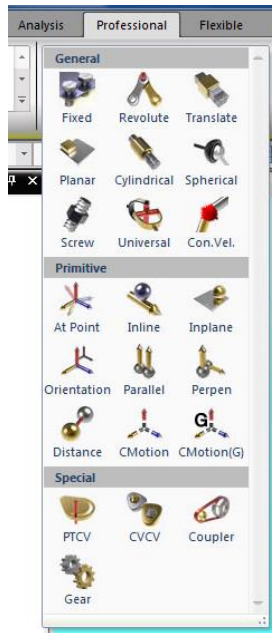 Analysis Professional Flexible
General
Fixed Revolute Translate
Planar Cylindrical Spherical
Screw Universal Con.Vel.
Primitive
At Point Inline Inplane
Orientation Parallel Perpen
Distance CMotion CMotion(G)
Special
PTCV CVCV Coupler
Gear